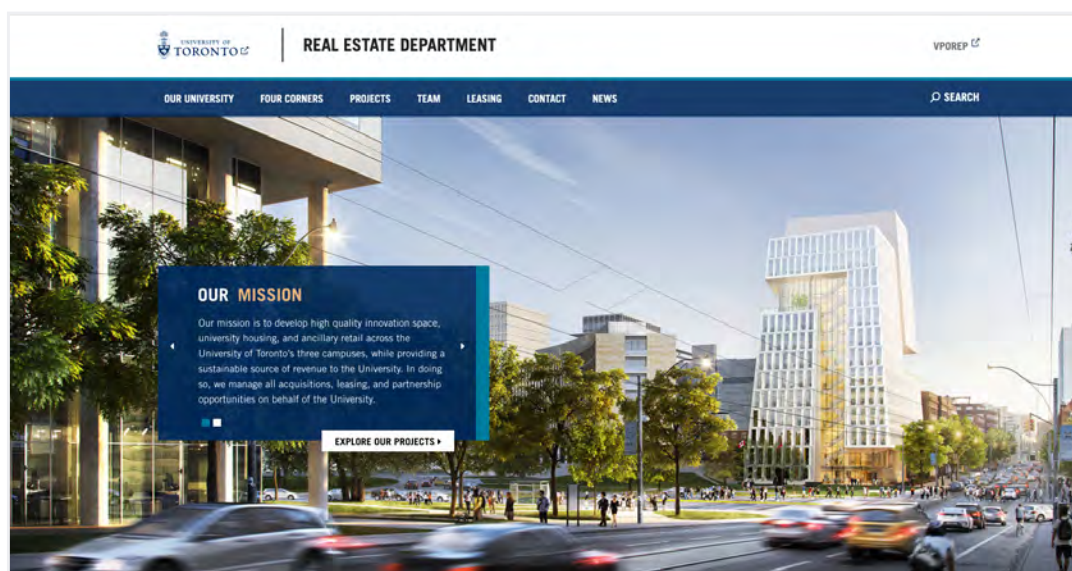 UNIVERSITY OF
TORONTO
REAL ESTATE DEPARTMENT
VPOREP
OUR UNIVERSITY FOUR CORNERS PROJECTS TEAM LEASING CONTACT NEWS SEARCH
OUR MISSION
Our mission is to develop high quality innovation space,
university housing, and ancillary retail across the
University of Toronto's three campuses, while providing a
sustainable source of revenue to the University. In doing
so, we manage all acquisitions, leasing, and partnership
opportunities on behalf of the University.
EXPLORE OUR PROJECTS